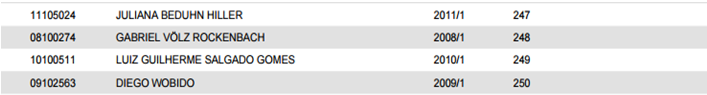 11105024 JULIANA BEDUHN HILLER 2011/1 247
08100274 GABRIEL VÖLZ ROCKENBACH 2008/1 248
10100511 LUIZ GUILHERME SALGADO GOMES 2010/1 249
09102563 DIEGO WOBIDO 2009/1 250